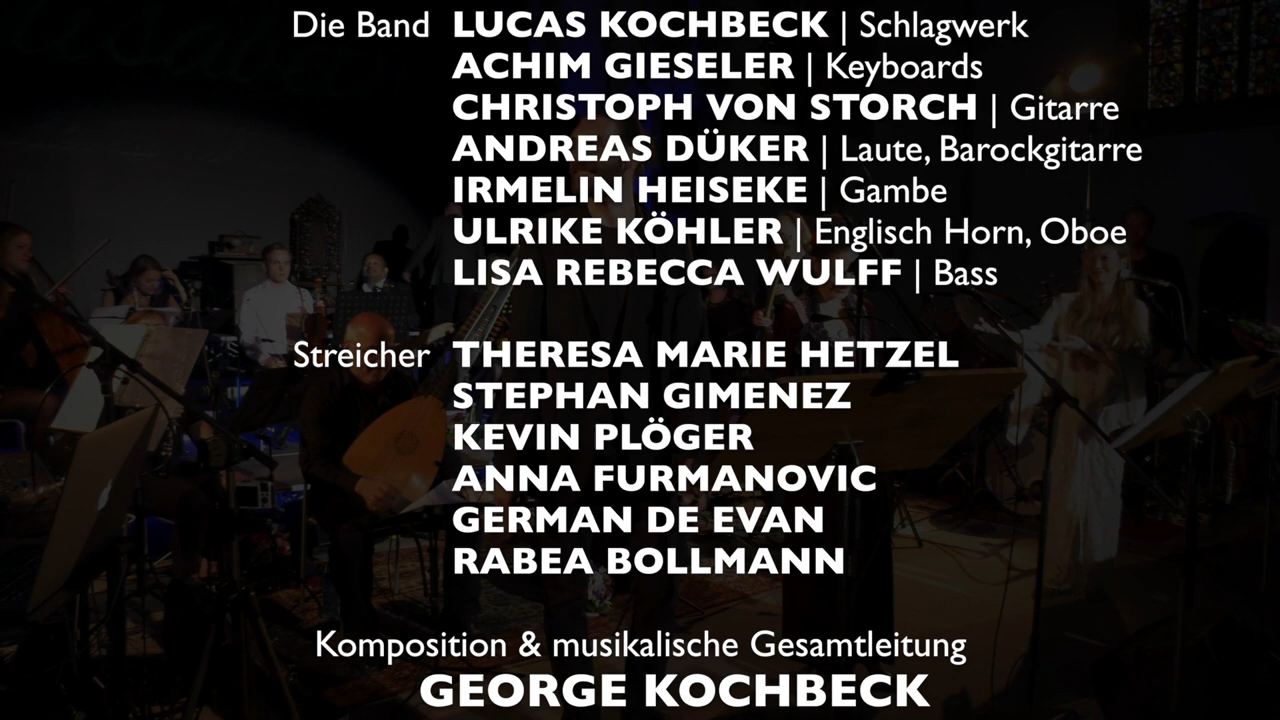 Die Band LUCAS KOCHBECK | Schlagwerk
ACHIM GIESELER | Keyboards
CHRISTOPH VON STORCH | Gitarre
ANDREAS DÜKER | Laute, Barockgitarre
IRMELIN HEISEKE | Gambe
ULRIKE KÖHLER | Englisch Horn, Oboe
LISA REBECCA WULFF | Bass
Streicher THERESA MARIE HETZEL
STEPHAN GIMENEZ
KEVIN PLÖGER
ANNA FURMANOVIC
GERMAN DE EVAN
RABEA BOLLMANN
Komposition & musikalische Gesamtleitung
GEORGE KOCHBECK